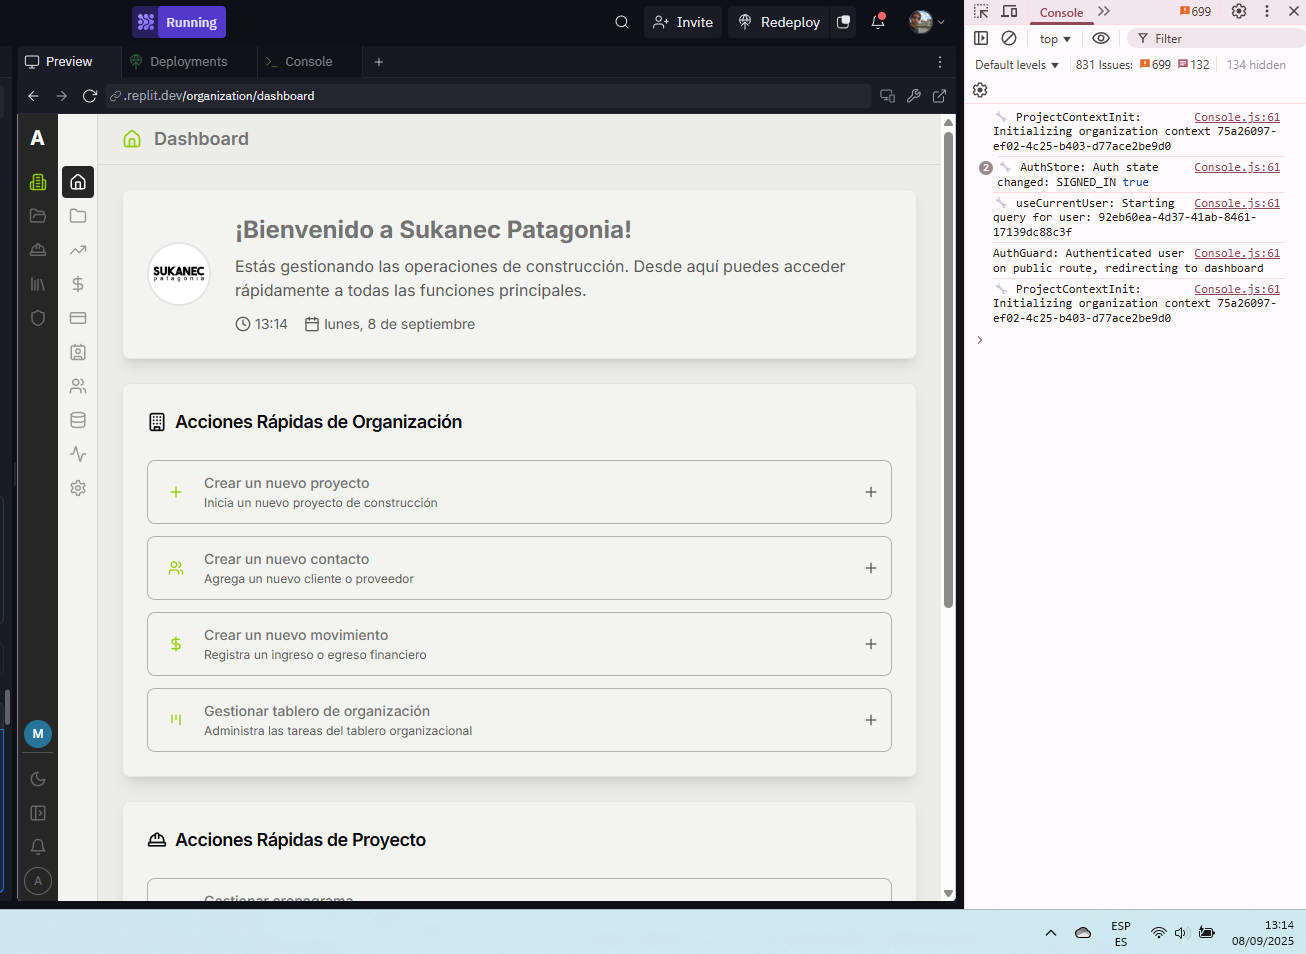 Running
Invite
Redeploy
Preview
Deployments
Console
.replit.dev/organization/dashboard
A
Dashboard
SUKANEC
patagonia
¡Bienvenido a Sukanec Patagonia!
Estás gestionando las operaciones de construcción. Desde aquí puedes acceder
rápidamente a todas las funciones principales.
13:14 lunes, 8 de septiembre
Acciones Rápidas de Organización
Crear un nuevo proyecto
Inicia un nuevo proyecto de construcción
Crear un nuevo contacto
Agrega un nuevo cliente o proveedor
Crear un nuevo movimiento
Registra un ingreso o egreso financiero
Gestionar tablero de organización
Administra las tareas del tablero organizacional
Acciones Rápidas de Proyecto
Gestionar cronograma
M
A
Console
699
top
Filter
Default levels
831 Issues: 699 132
134 hidden
ProjectContextInit: Console.js:61
Initializing organization context 75a26097-
ef02-4c25-b403-d77ace2be9d0
2 AuthStore: Auth state Console.js:61
changed: SIGNED_IN true
useCurrentUser: Starting Console.js:61
query for user: 92eb60ea-4d37-41ab-8461-
17139dc88c3f
AuthGuard: Authenticated user Console.js:61
on public route, redirecting to dashboard
ProjectContextInit: Console.js:61
Initializing organization context 75a26097-
ef02-4c25-b403-d77ace2be9d0
ESP
ES
13:14
08/09/2025